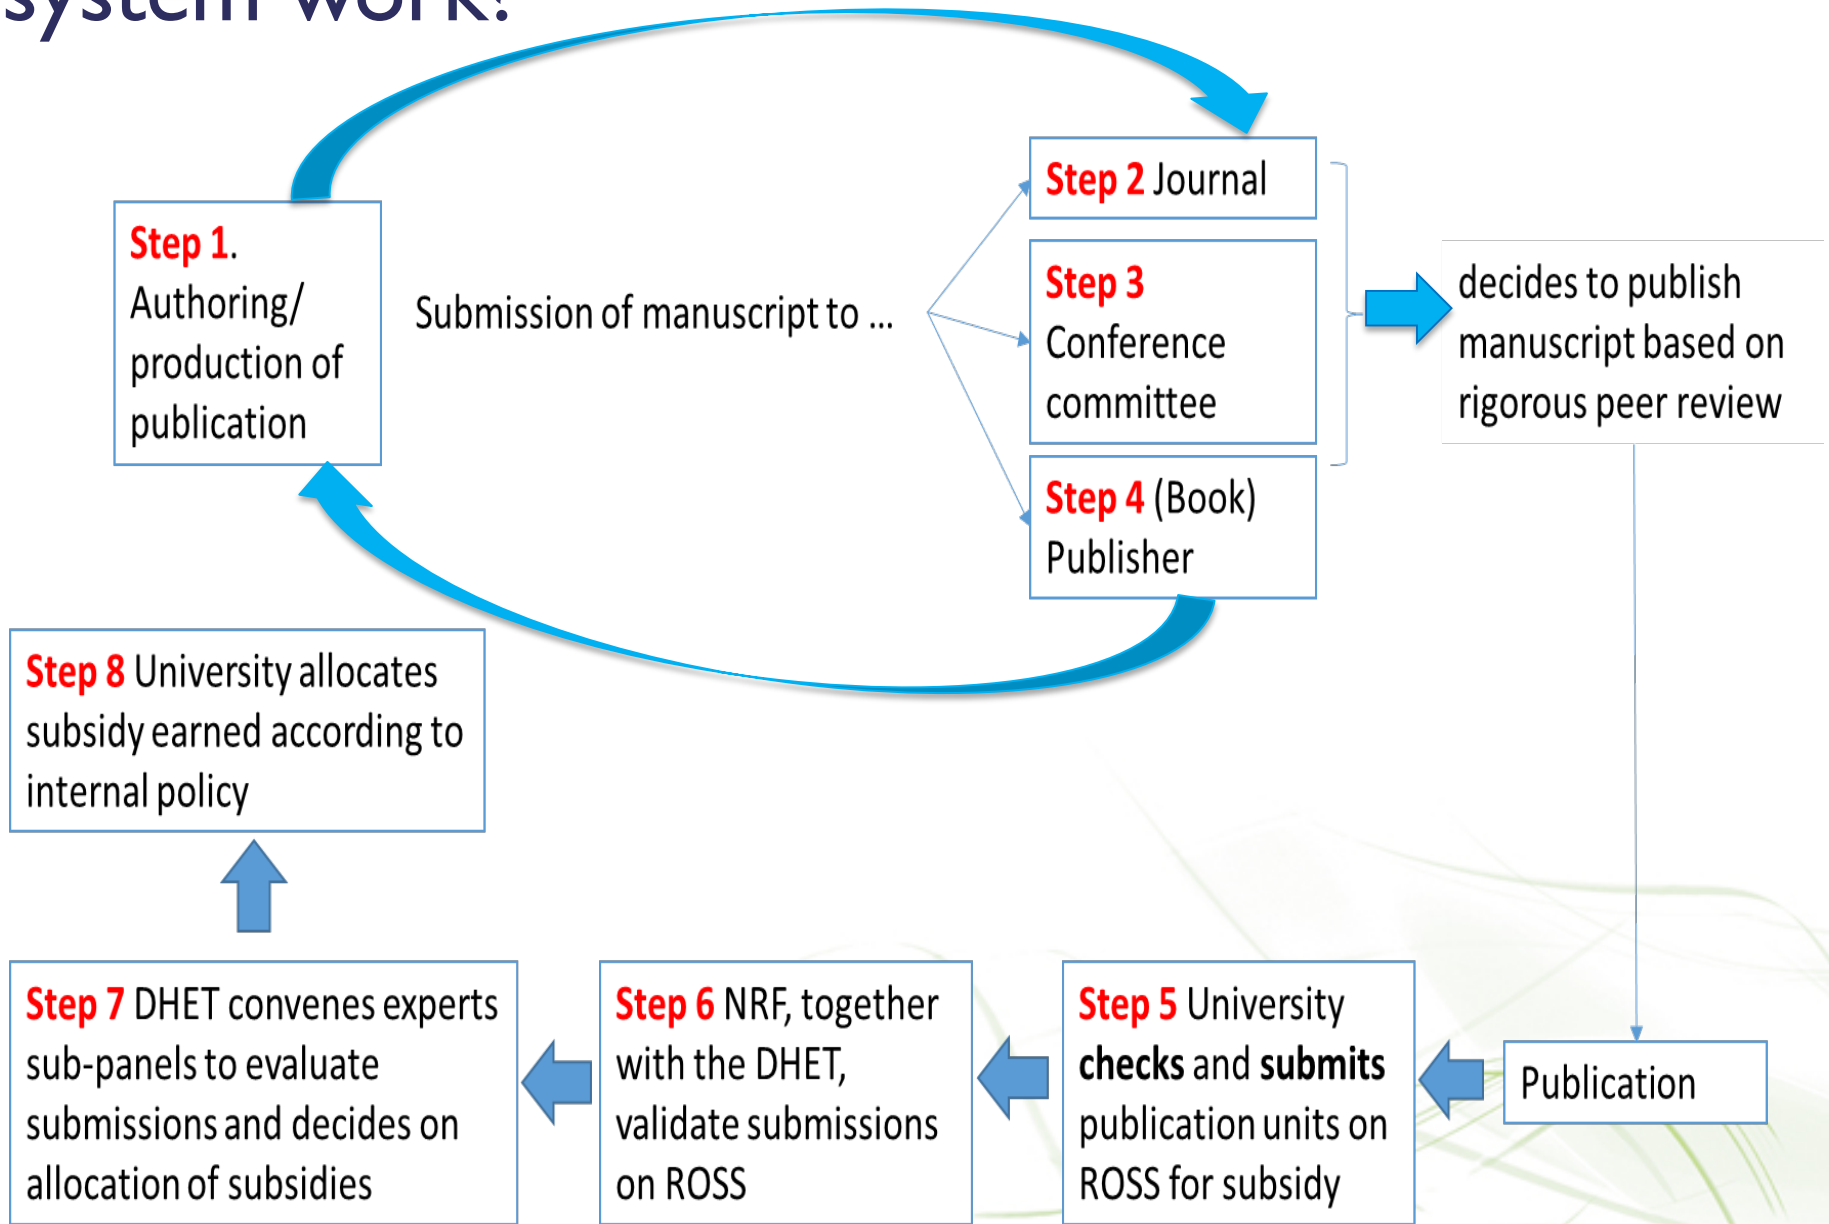 system work?
Step 1.
Authoring/
production of
publication
Submission of manuscript to ...
Step 2 Journal
Step 3
Conference
committee
Step 4 (Book)
Publisher
decides to publish
manuscript based on
rigorous peer review
Publication
Step 5 University
checks and submits
publication units on
ROSS for subsidy
Step 6 NRF, together
with the DHET,
validate submissions
on ROSS
Step 7 DHET convenes experts
sub-panels to evaluate
submissions and decides on
allocation of subsidies
Step 8 University allocates
subsidy earned according to
internal policy